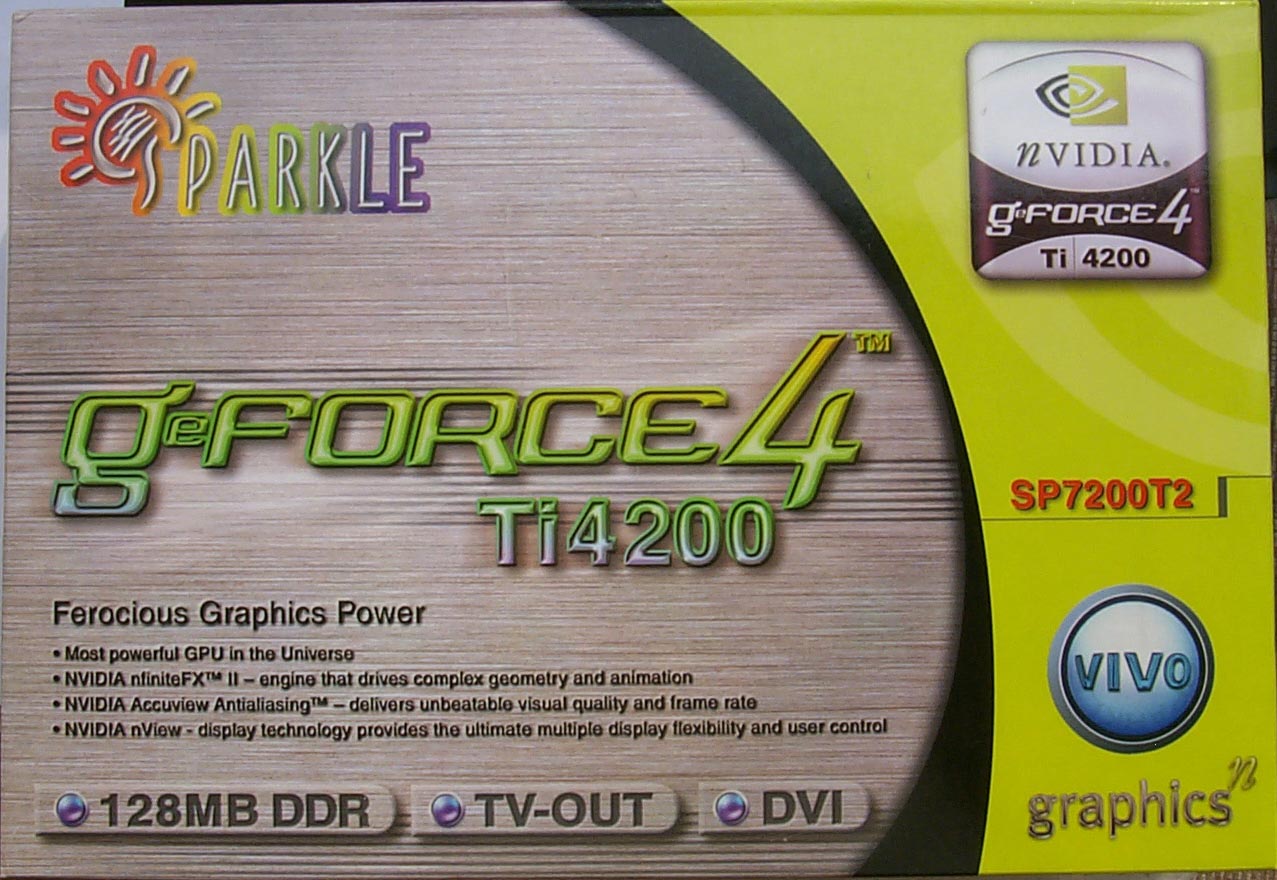 SPARKLE
nVIDIA.
geFORCE4™
Ti 4200
geFORCE4™
Ti4200
SP7200T2
Ferocious Graphics Power
• Most powerful GPU in the Universe
• NVIDIA nfiniteFX™ II – engine that drives complex geometry and animation
• NVIDIA Accuview Antialiasing™ – delivers unbeatable visual quality and frame rate
• NVIDIA nView - display technology provides the ultimate multiple display flexibility and user control
VIVO
128MB DDR
TV-OUT
DVI
graphics n